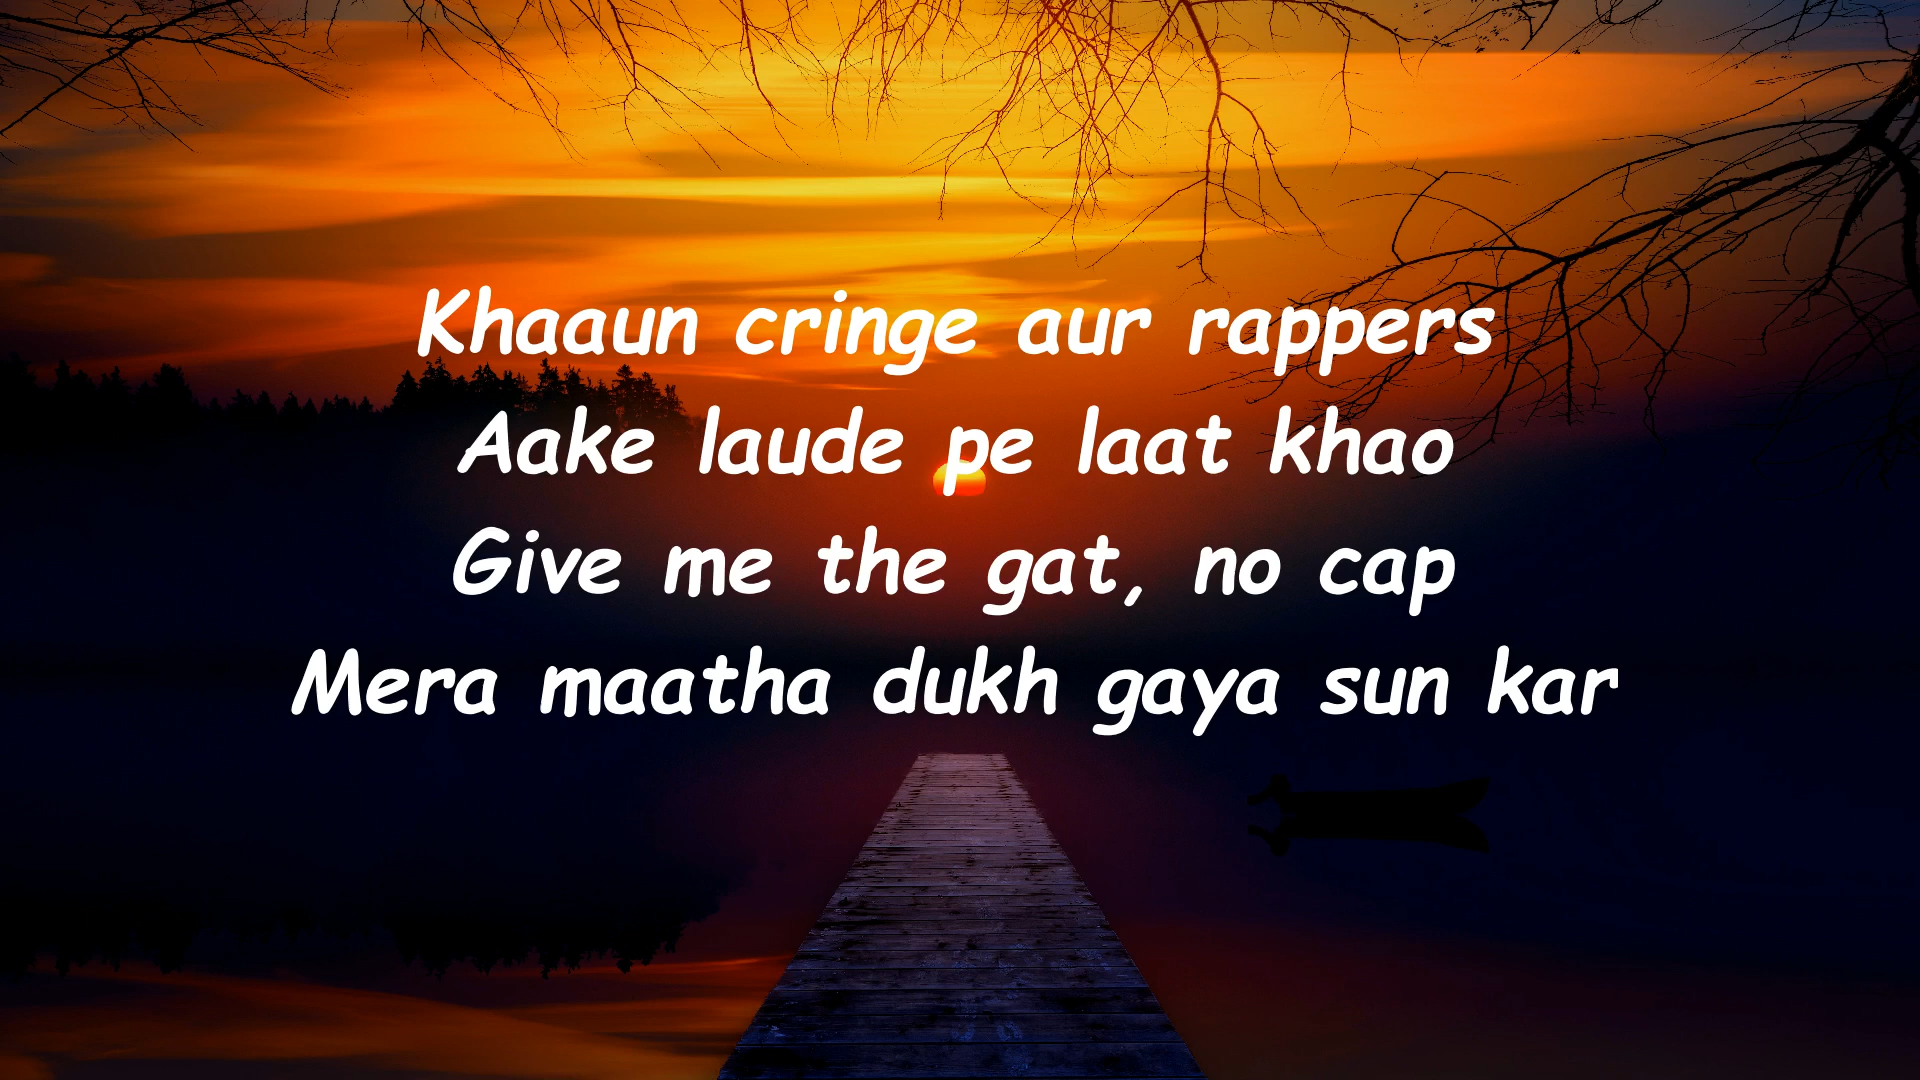 Khaaun cringe aur rappers
Aake laude pe laat khao
Give me the gat, no cap
Mera maatha dukh gaya sun kar